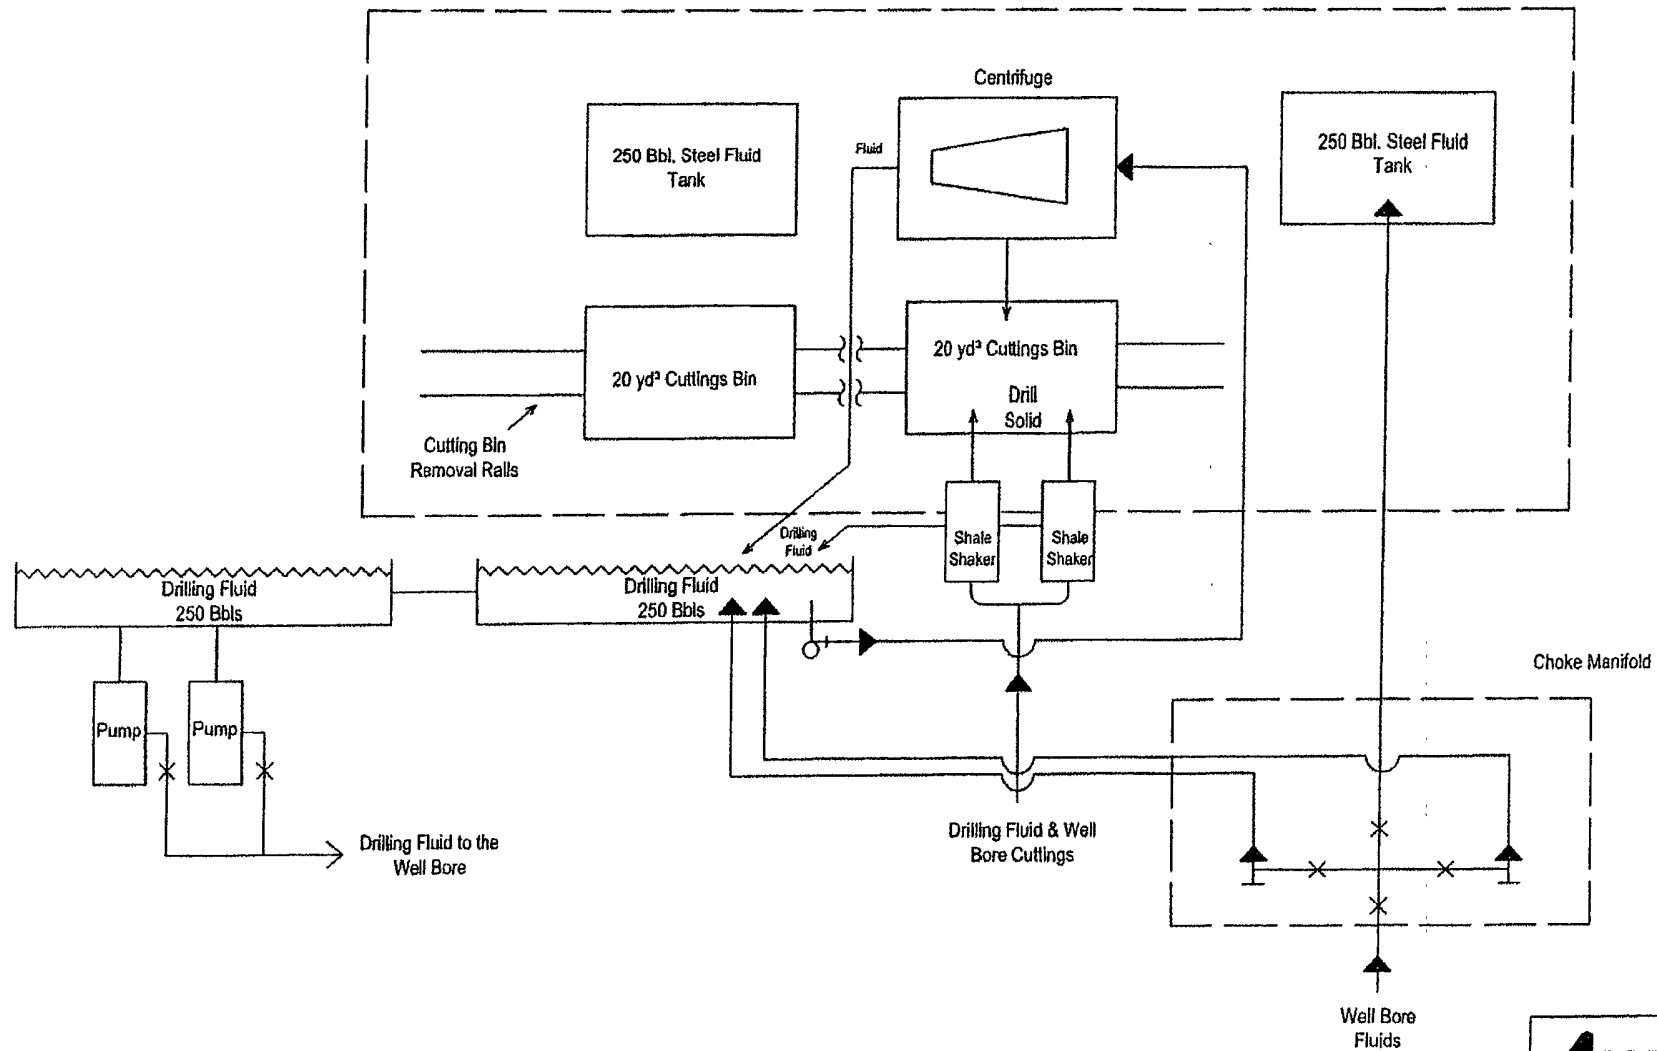 Centrifuge
250 Bbl. Steel Fluid
Tank
Fluid
250 Bbl. Steel Fluid
Tank
20 yd³ Cuttings Bin
20 yd³ Cuttings Bin
Drill
Solid
Cutting Bin
Removal Rails
Shale
Shaker
Shale
Shaker
Drilling
Fluid
Drilling Fluid
250 Bbls
Drilling Fluid
250 Bbls
Choke Manifold
Pump
Pump
Drilling Fluid to the
Well Bore
Drilling Fluid & Well
Bore Cuttings
Well Bore
Fluids